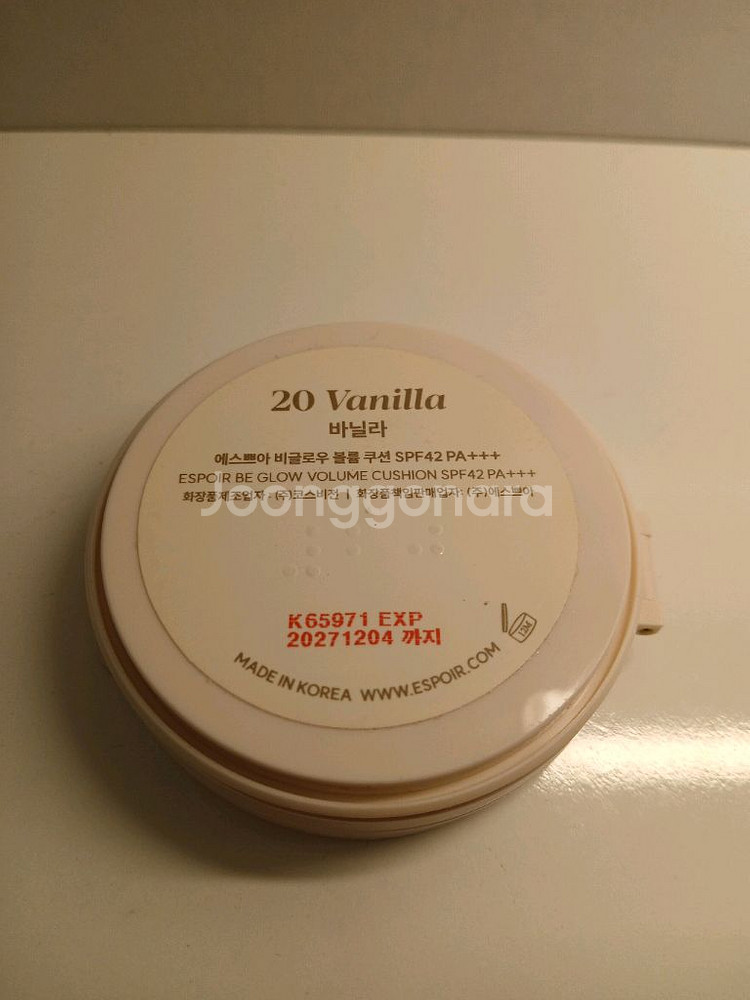 20 Vanilla
바닐라
에스쁘아 비글로우 볼륨 쿠션 SPF42 PA+++
ESPOIR BE GLOW VOLUME CUSHION SPF42 PA+++
화장품제조업자: (주)코스비전 | 화장품책임판매업자: (주)에스쁘아
Joonggonara
K65971 EXP
20271204 까지
12M
MADE IN KOREA WWW.ESPOIR.COM